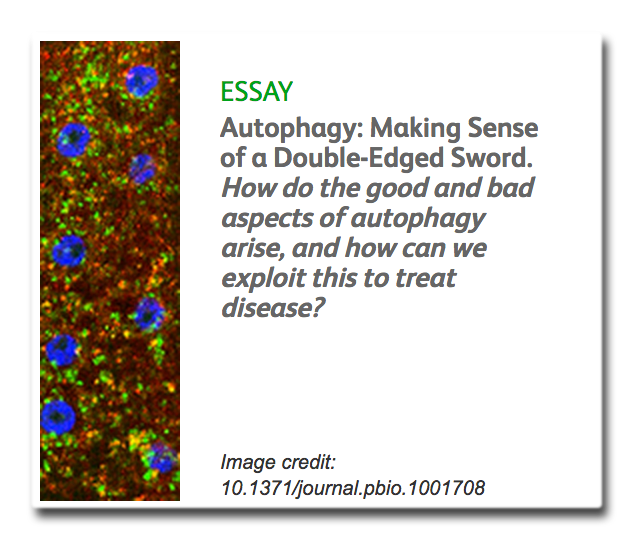 ESSAY
Autophagy: Making Sense
of a Double-Edged Sword.
How do the good and bad
aspects of autophagy
arise, and how can we
exploit this to treat
disease?
Image credit:
10.1371/journal.pbio.1001708